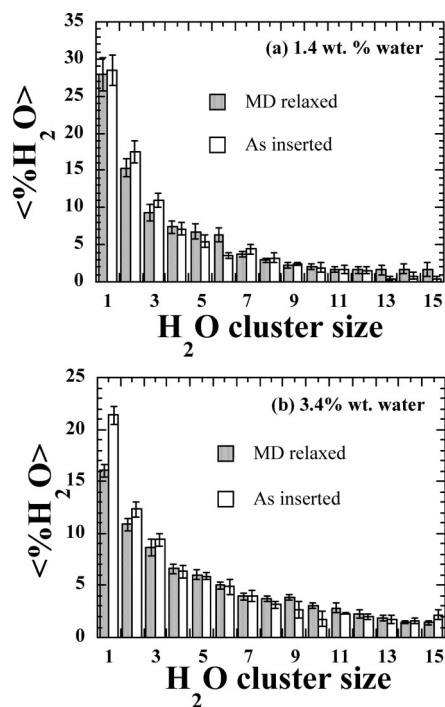 (a) 1.4 wt. % water
MD relaxed
As inserted
<%H₂O>
35
30
25
20
15
10
5
0
1 3 5 7 9 11 13 15
H₂O cluster size
(b) 3.4% wt. water
MD relaxed
As inserted
<%H₂O>
25
20
15
10
5
0
1 3 5 7 9 11 13 15
H₂O cluster size